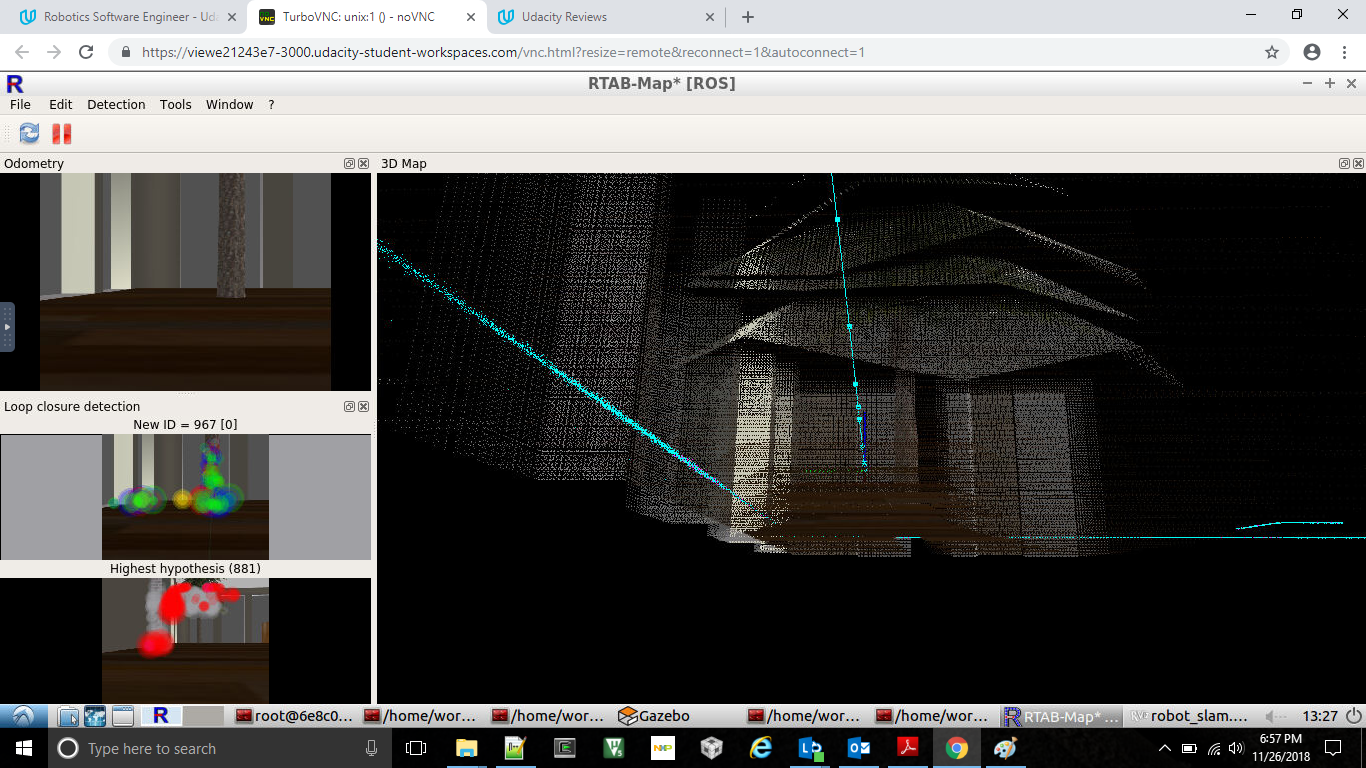 Robotics Software Engineer - Uda
TurboVNC: unix:1 () - noVNC
Udacity Reviews
https://viewe21243e7-3000.udacity-student-workspaces.com/vnc.html?resize=remote&reconnect=1&autoconnect=1
RTAB-Map* [ROS]
File Edit Detection Tools Window ?
Odometry
3D Map
Loop closure detection
New ID = 967 [0]
Highest hypothesis (881)
root@6e8c0... /home/wor... /home/wor... Gazebo /home/wor... /home/wor... RTAB-Map* ... robot_slam.... 13:27
Type here to search
6:57 PM
11/26/2018